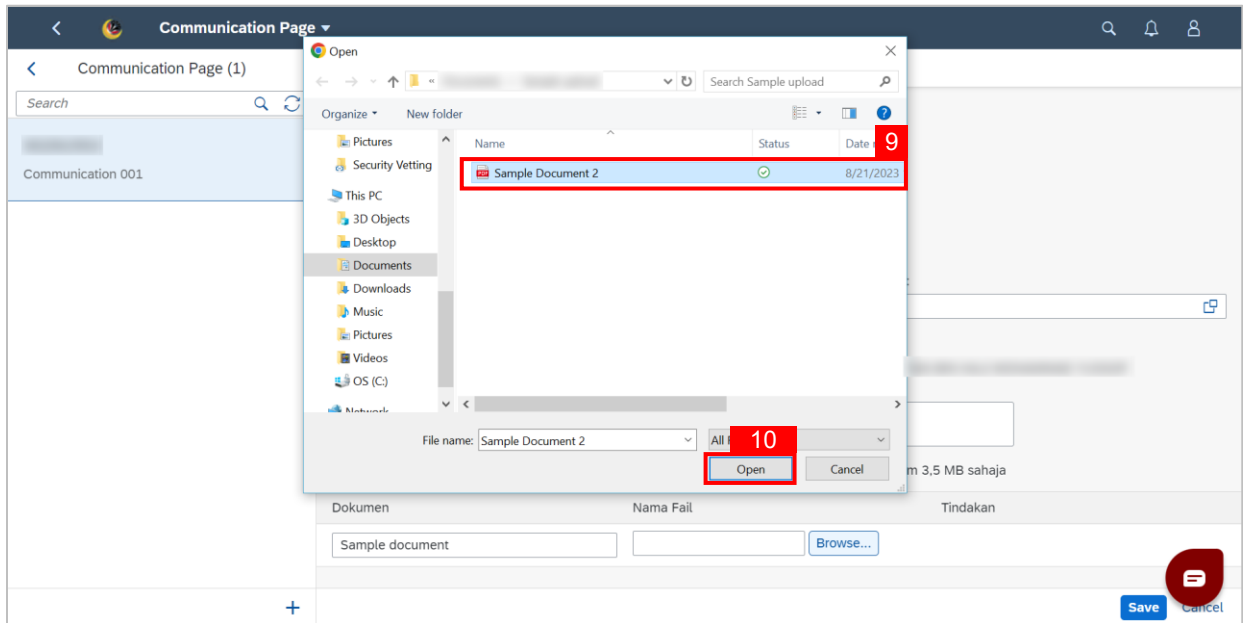 Communication Page
Communication Page (1)
Search
Communication 001
Open
«
Search Sample upload
Organize
New folder
Pictures
Security Vetting
This PC
3D Objects
Desktop
Documents
Downloads
Music
Pictures
Videos
OS (C:)
Network
Name Status Date
9
Sample Document 2 8/21/2023
File name: Sample Document 2 All
10
Open Cancel
m 3,5 MB sahaja
Dokumen Nama Fail Tindakan
Sample document Browse...
+
Save Cancel